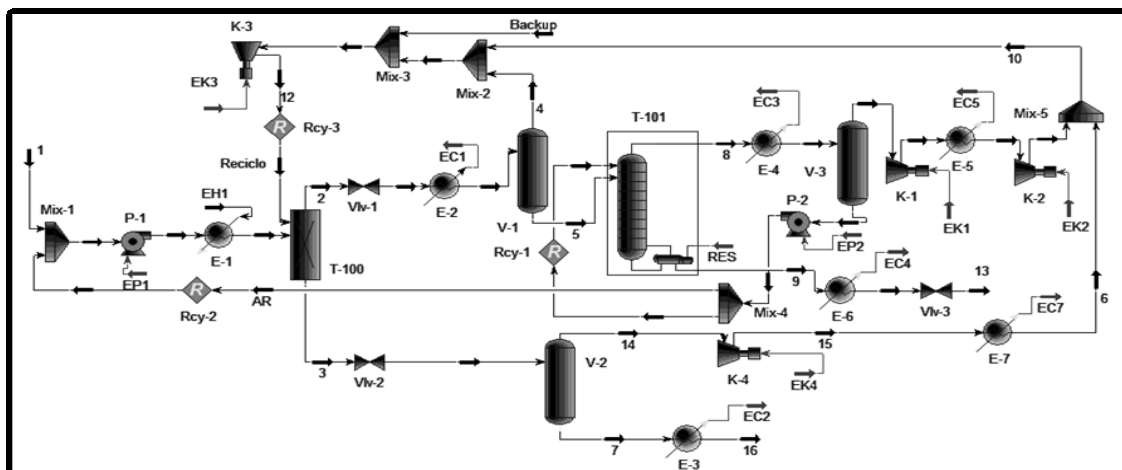 K-3
Backup
10
Mix-3
Mix-2
EK3
12
4
T-101
EC3
EC5
Mix-5
Rcy-3
8
E-4
V-3
E-5
1
Reciclo
EC1
K-1
K-2
Mix-1
EH1
2
Vlv-1
E-2
V-1
5
P-2
EK1
EK2
P-1
E-1
Rcy-1
RES
EP2
EC4
T-100
9
13
6
EP1
EC7
Rcy-2
AR
Mix-4
E-6
Vlv-3
14
15
3
Vlv-2
V-2
K-4
E-7
EK4
EC2
7
E-3
16
R
R
R